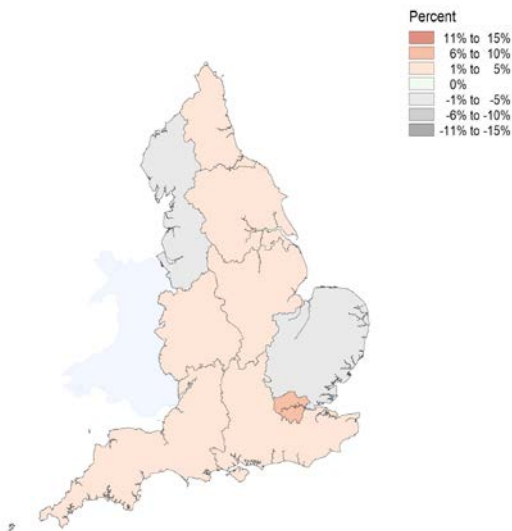 Percent
11% to 15%
6% to 10%
1% to 5%
0%
-1% to -5%
-6% to -10%
-11% to -15%